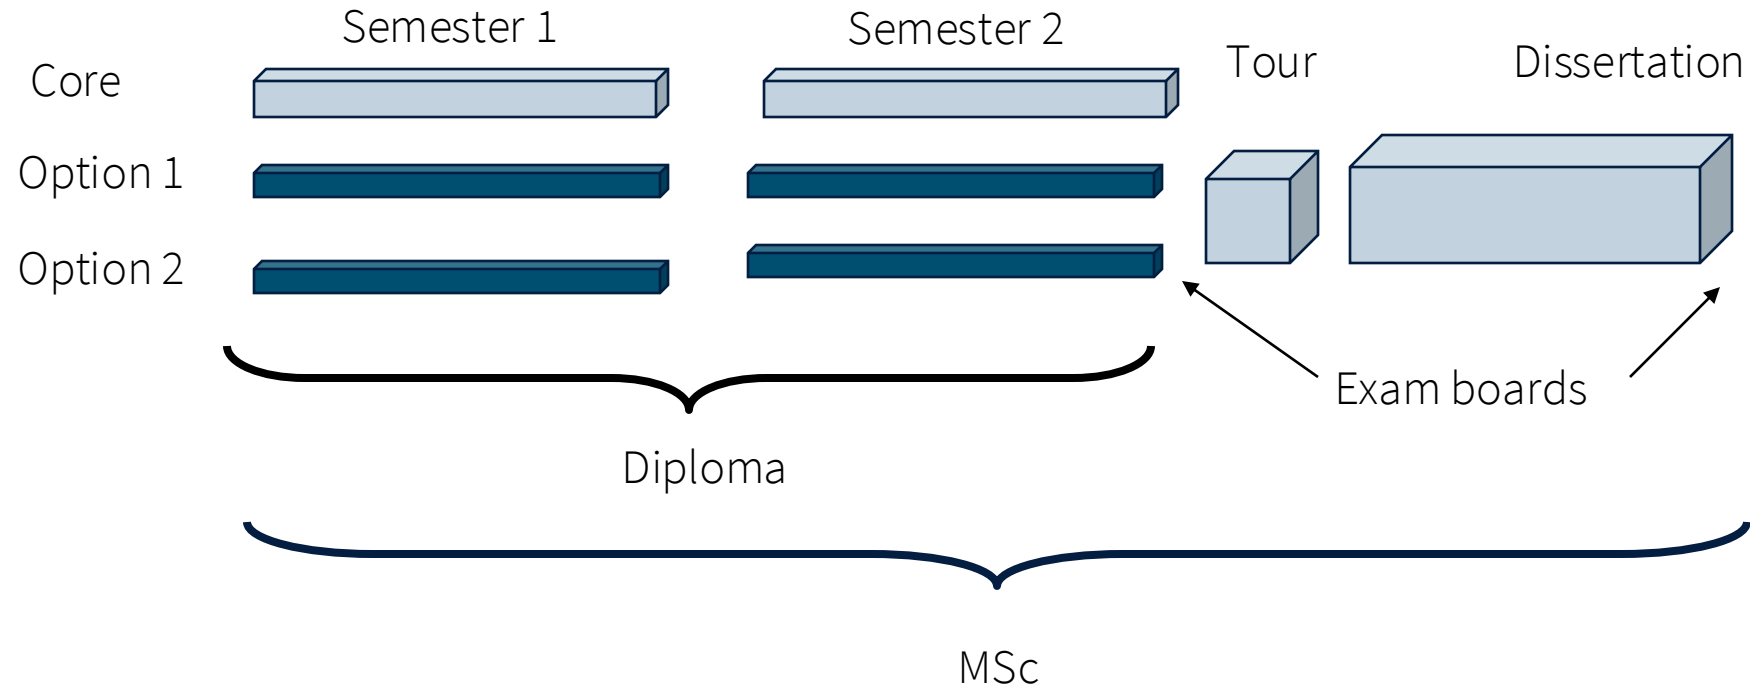 Semester 1
Semester 2
Tour
Dissertation
Core
Option 1
Option 2
Exam boards
Diploma
MSc